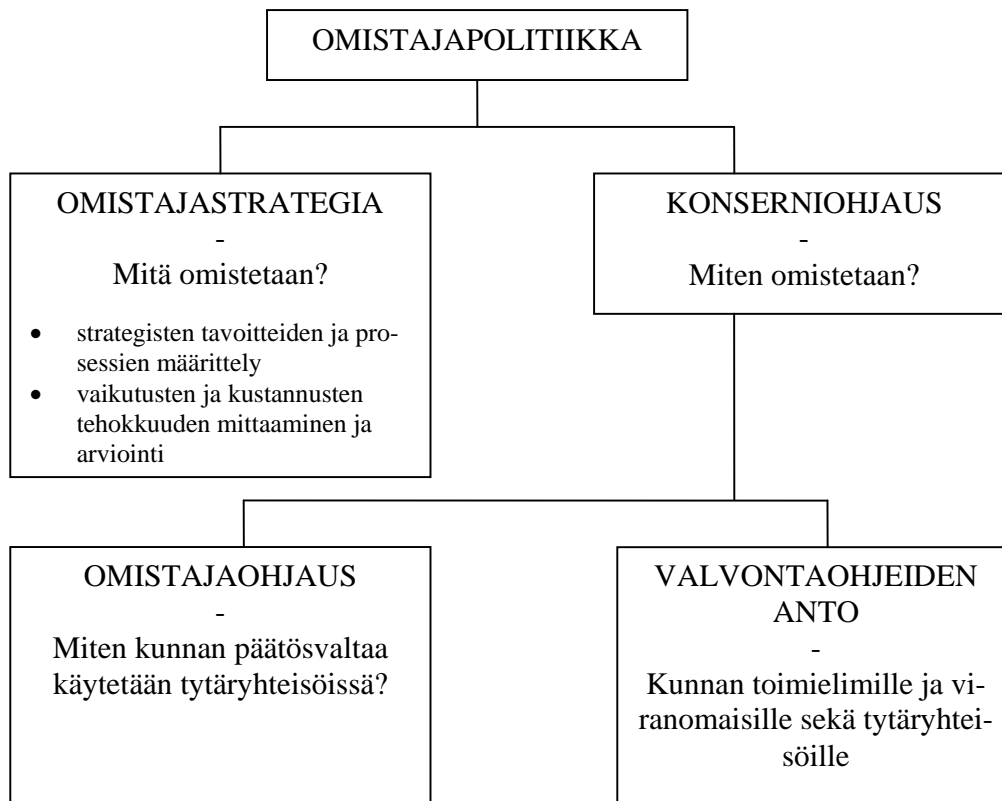 OMISTAJAPOLITIIKKA
OMISTAJASTRATEGIA
-
Mitä omistetaan?
• strategisten tavoitteiden ja pro-
sessien määrittely
• vaikutusten ja kustannusten
tehokkuuden mittaaminen ja
arviointi
KONSERNIOHJAUS
-
Miten omistetaan?
OMISTAJAOHJAUS
-
Miten kunnan päätösvaltaa
käytetään tytäryhteisöissä?
VALVONTAOHJEIDEN
ANTO
-
Kunnan toimielimille ja vi-
ranomaisille sekä tytäryhtei-
söille